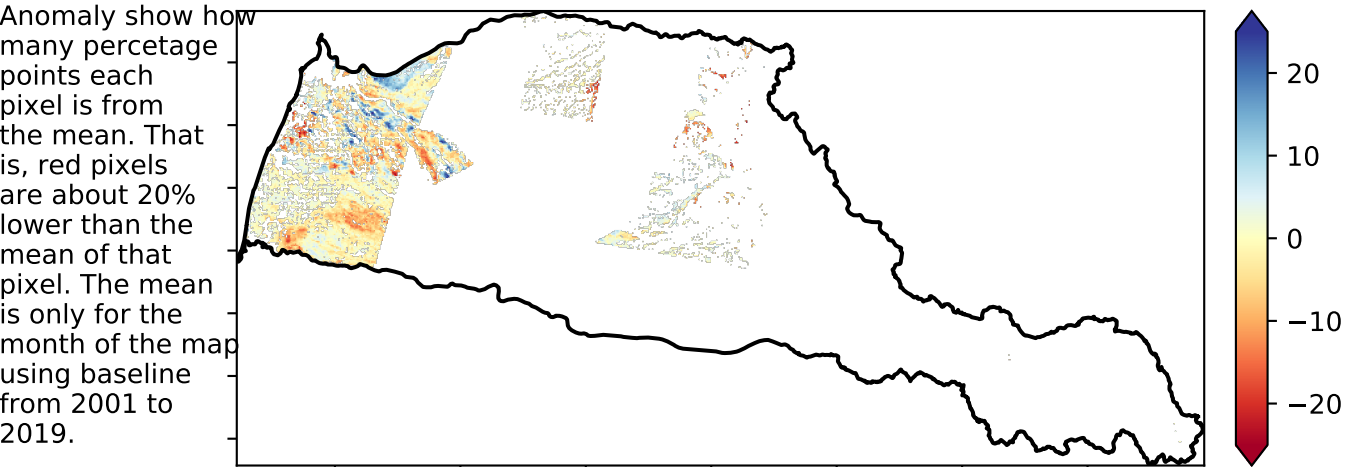 Anomaly show how
many percetage
points each
pixel is from
the mean. That
is, red pixels
are about 20%
lower than the
mean of that
pixel. The mean
is only for the
month of the map
using baseline
from 2001 to
2019.
20
10
0
−10
−20